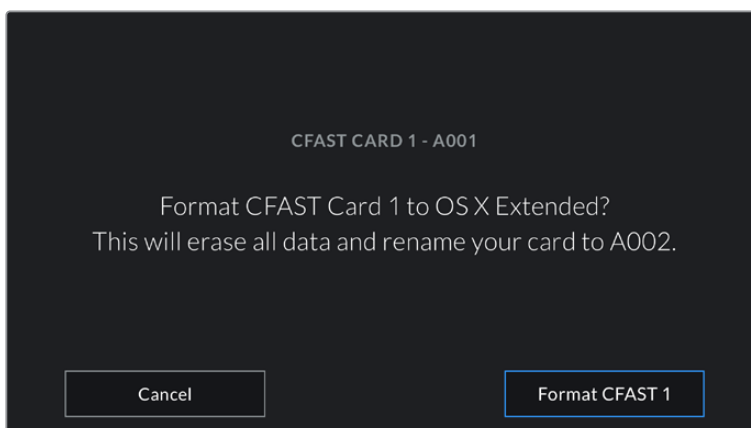 CFAST CARD 1 - A001
Format CFAST Card 1 to OS X Extended?
This will erase all data and rename your card to A002.
Cancel
Format CFAST 1